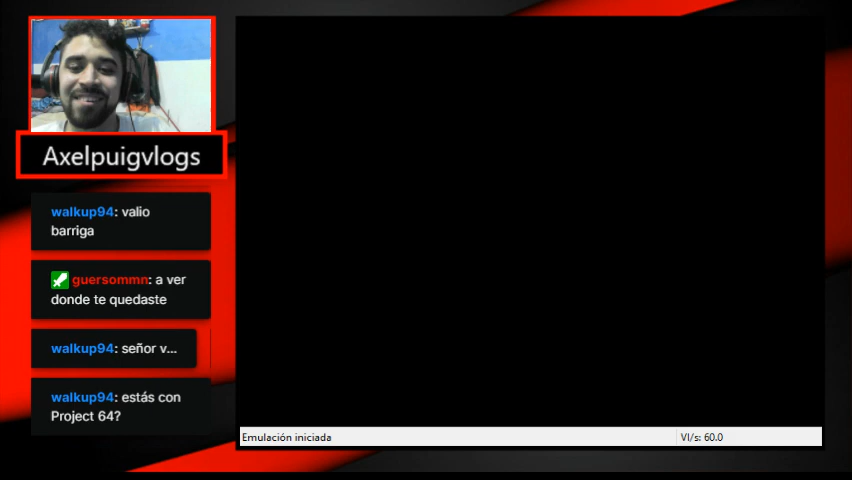 Axelpuigvlogs
walkup94: valio
barriga
guersommn: a ver
donde te quedaste
walkup94: señor v...
walkup94: estás con
Project 64?
Emulación iniciada
VI/s: 60.0